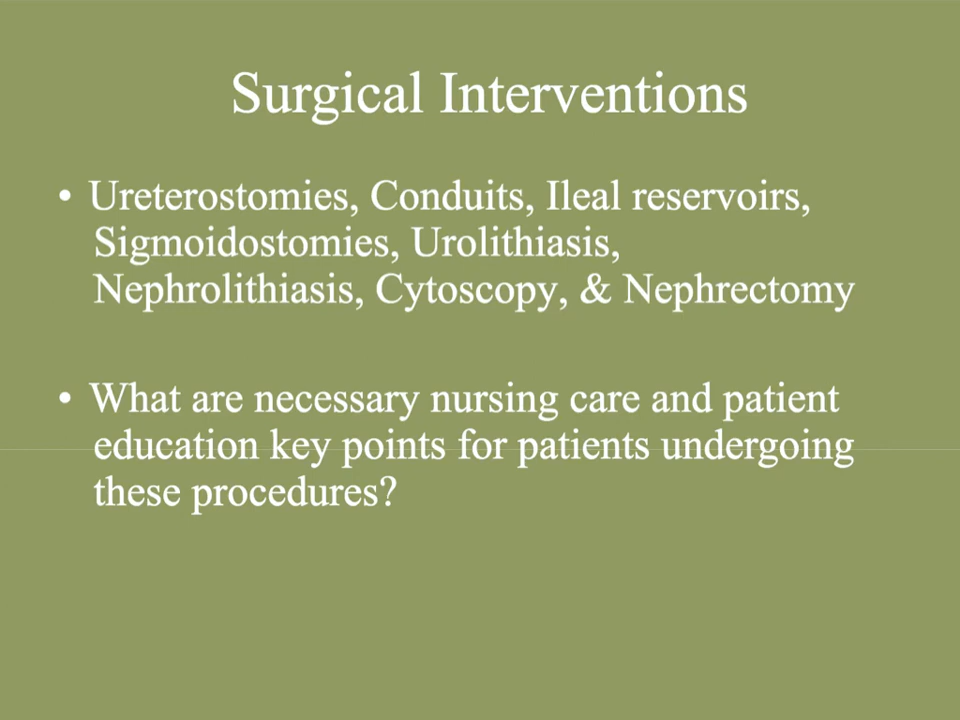 Surgical Interventions
• Ureterostomies, Conduits, Ileal reservoirs,
Sigmoidostomies, Urolithiasis,
Nephrolithiasis, Cytoscopy, & Nephrectomy
• What are necessary nursing care and patient
education key points for patients undergoing
these procedures?